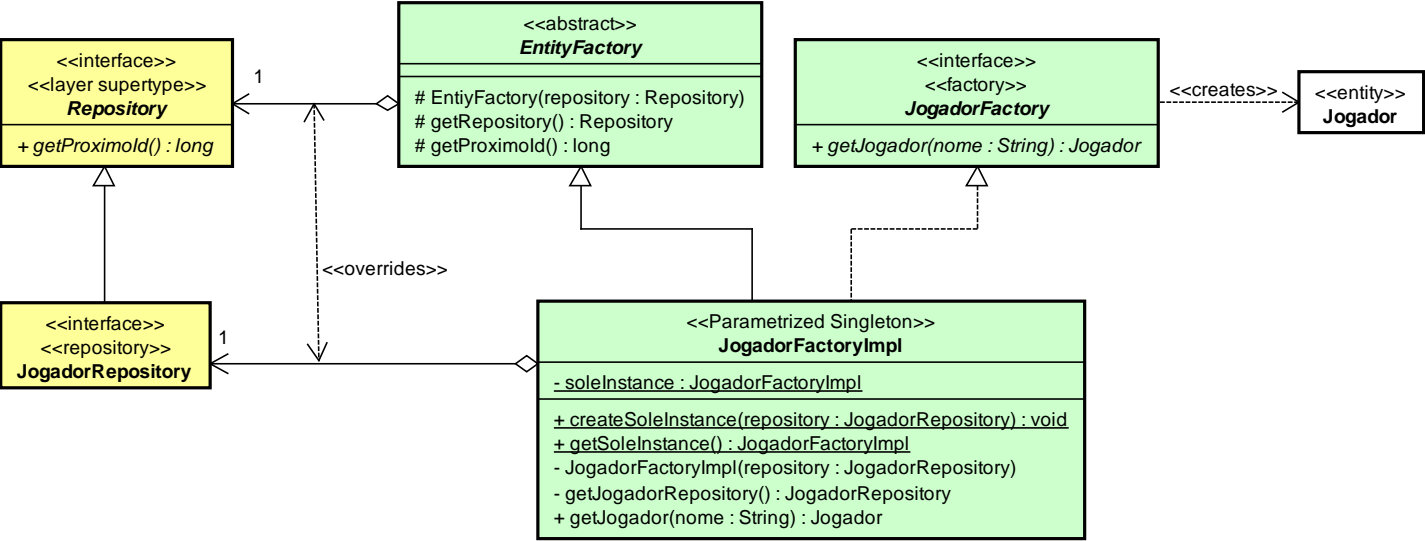 <<interface>>
<<layer supertype>>
Repository
+ getProximoId() : long
1
<<abstract>>
EntityFactory
# EntiyFactory(repository : Repository)
# getRepository() : Repository
# getProximoId() : long
<<interface>>
<<factory>>
JogadorFactory
+ getJogador(nome : String) : Jogador
<<creates>>
<<entity>>
Jogador
<<overrides>>
<<interface>>
<<repository>>
JogadorRepository
1
<<Parametrized Singleton>>
JogadorFactoryImpl
- soleInstance : JogadorFactoryImpl
+ createSoleInstance(repository : JogadorRepository) : void
+ getSoleInstance() : JogadorFactoryImpl
- JogadorFactoryImpl(repository : JogadorRepository)
- getJogadorRepository() : JogadorRepository
+ getJogador(nome : String) : Jogador